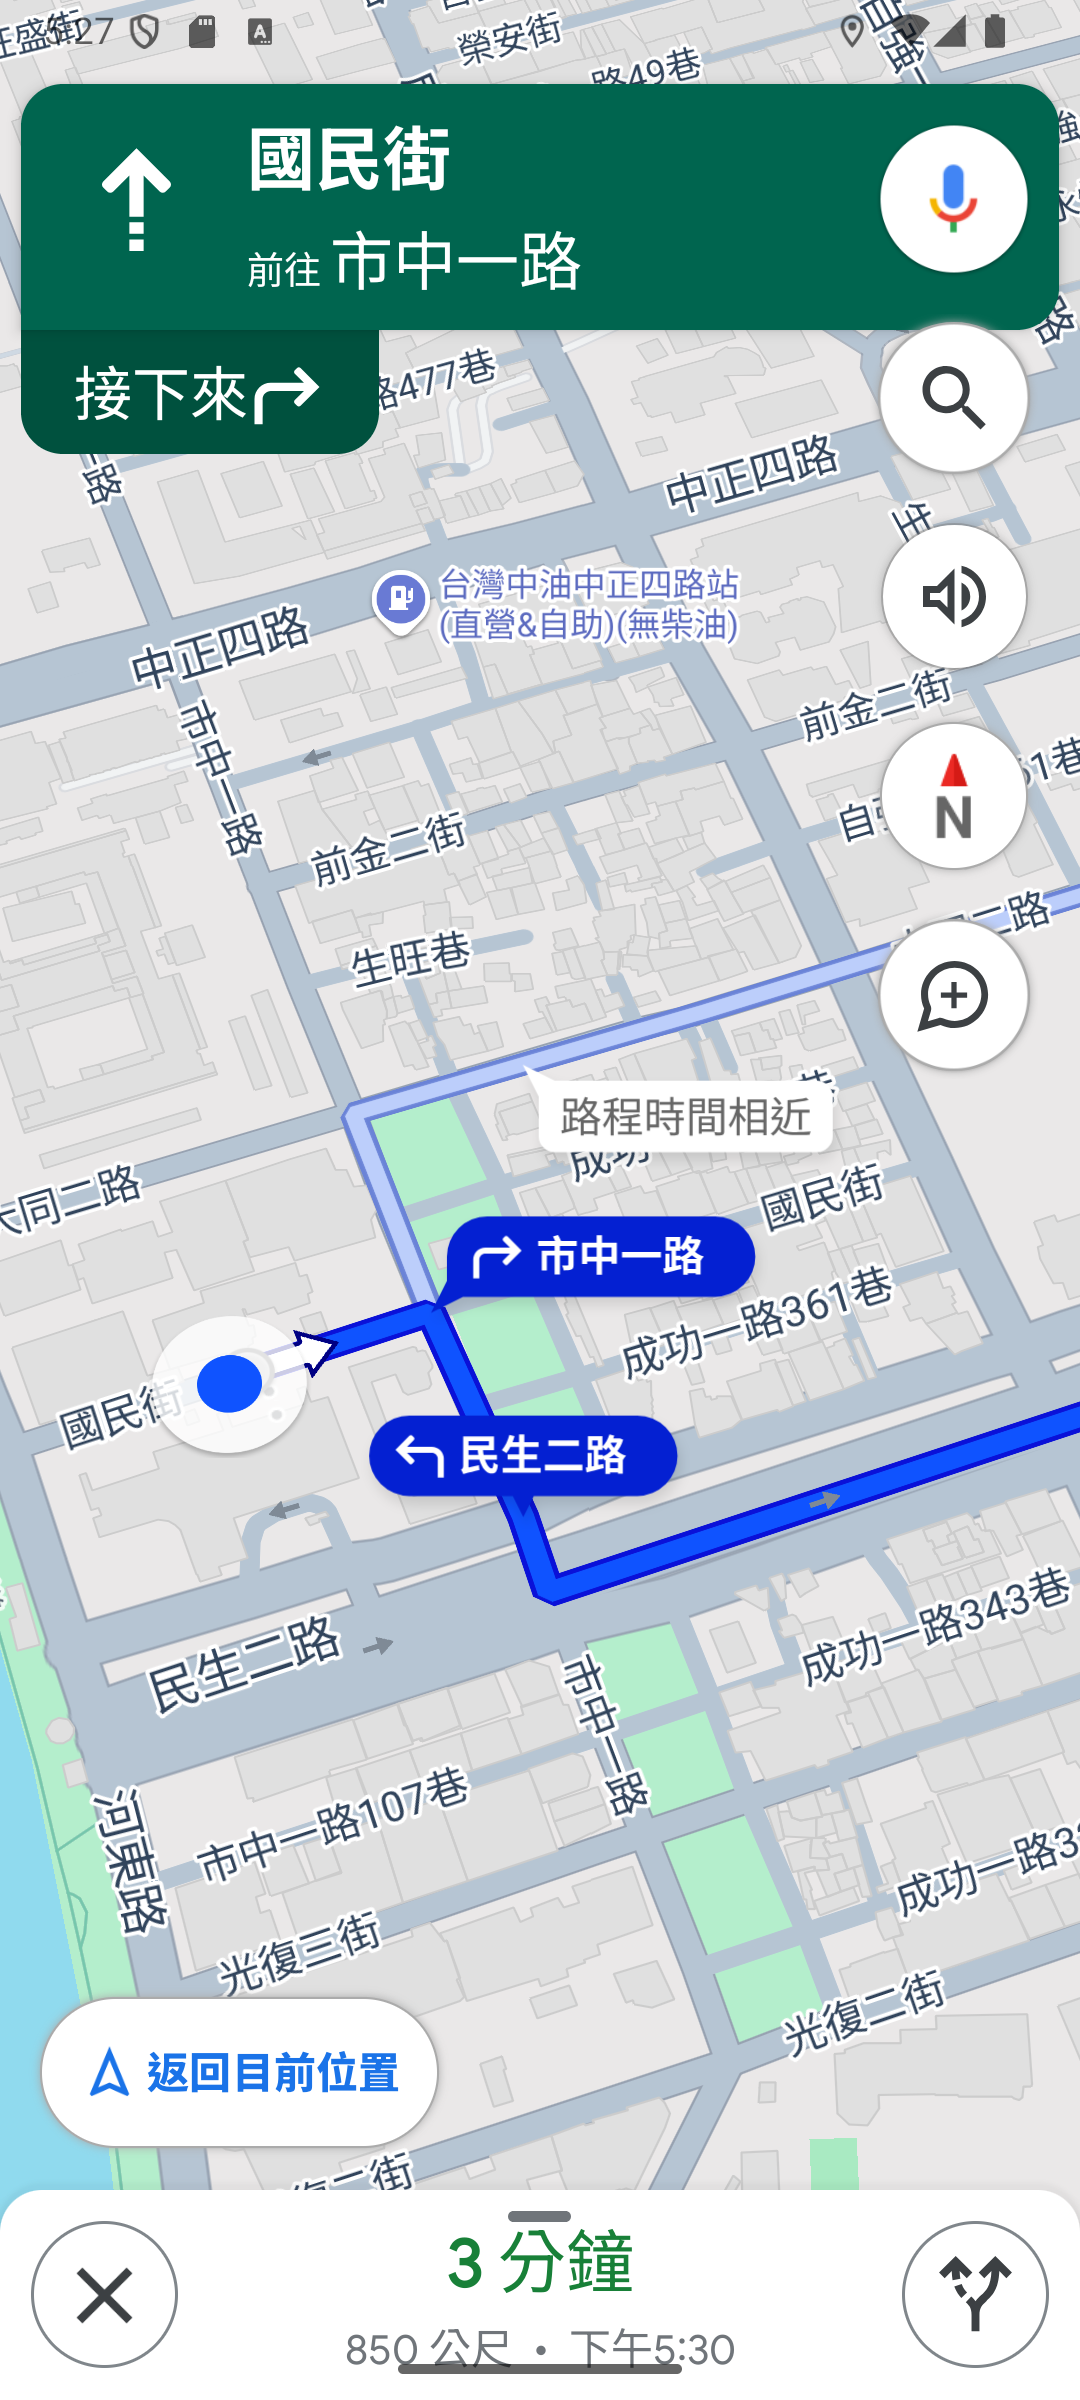 榮安街
路49巷
國民街
前往 市中一路
接下來
路477巷
中正四路
台灣中油中正四路站
(直營&自助)(無柴油)
中正四路
前金二街
市中一路
前金二街
生旺巷
路程時間相近
大同二路
國民街
市中一路
成功一路361巷
國民街
民生二路
成功一路343巷
民生二路
市中一路
市中一路107巷
河東路
光復三街
光復二街
返回目前位置
3 分鐘
850 公尺 • 下午5:30
N